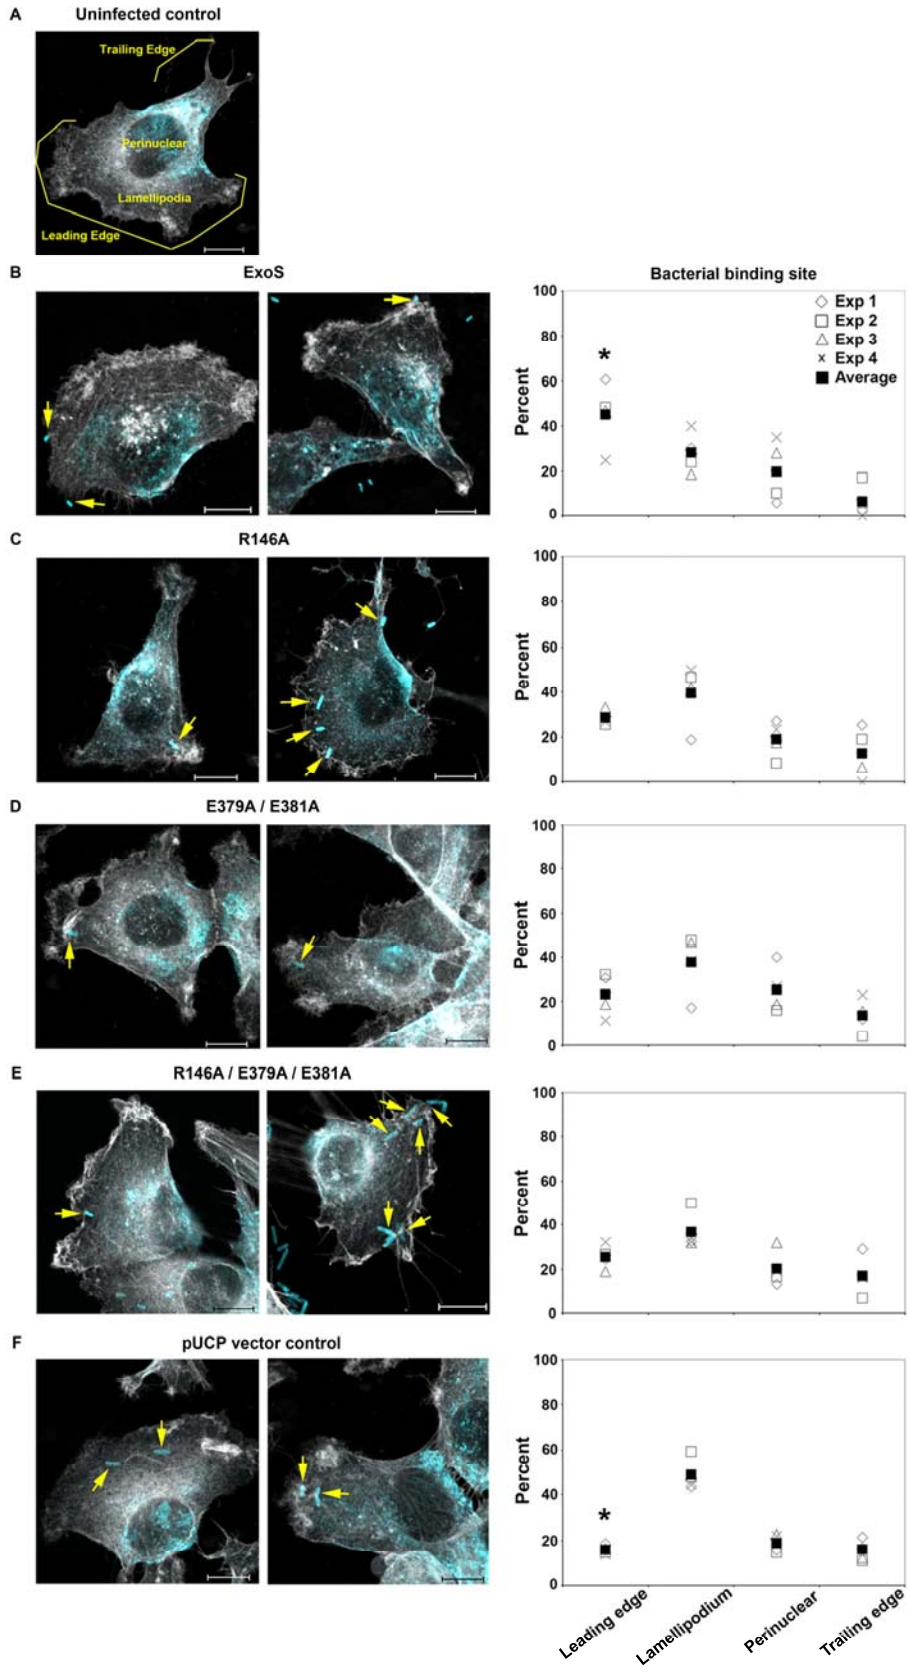 A
Uninfected control
Trailing Edge
Perinuclear
Lamellipodia
Leading Edge
B
ExoS
Bacterial binding site
Percent
100
80
60
40
20
0
*
Exp 1
Exp 2
Exp 3
Exp 4
Average
C
R146A
Percent
100
80
60
40
20
0
D
E379A / E381A
Percent
100
80
60
40
20
0
E
R146A / E379A / E381A
Percent
100
80
60
40
20
0
F
pUCP vector control
Percent
100
80
60
40
20
0
*
Leading edge
Lamellipodium
Perinuclear
Trailing edge